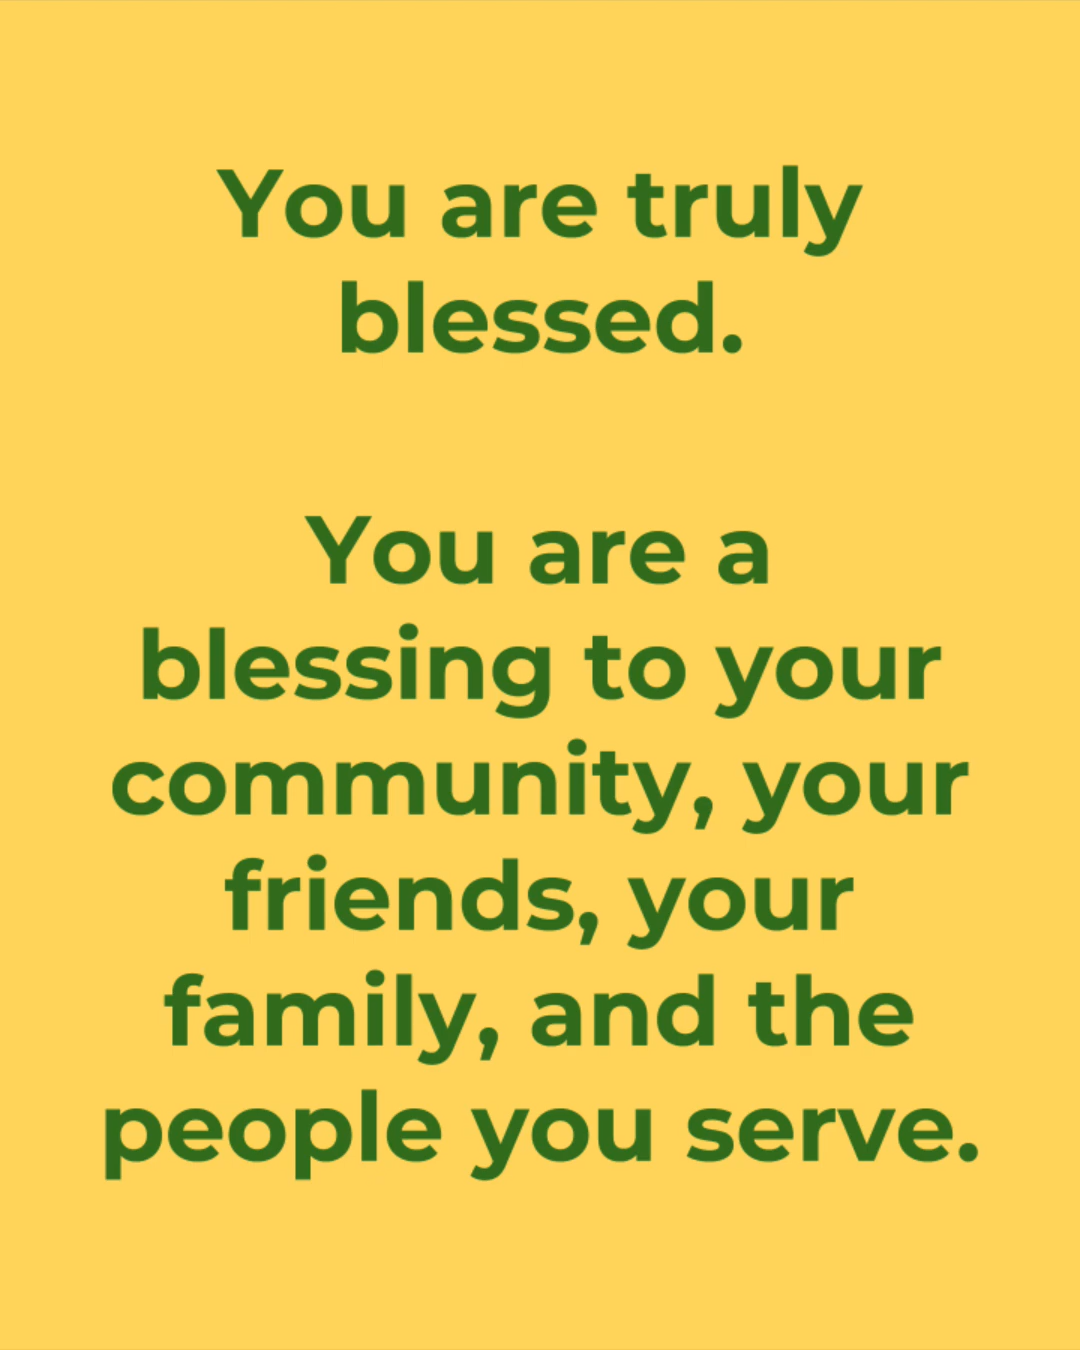 You are truly
blessed.
You are a
blessing to your
community, your
friends, your
family, and the
people you serve.